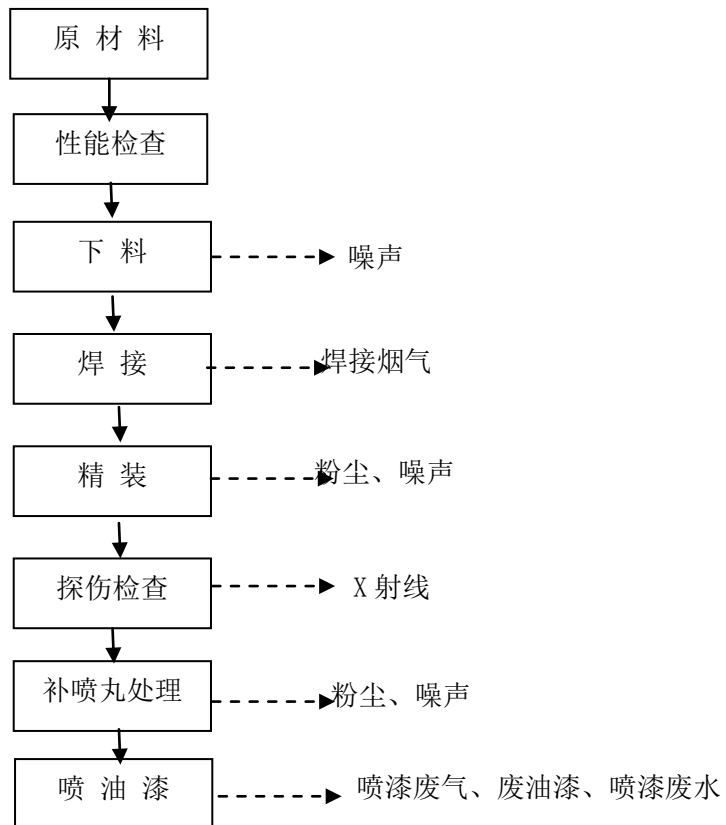 原 材 料
性能检查
下 料
噪声
焊 接
焊接烟气
精 装
粉尘、噪声
探伤检查
X 射线
补喷丸处理
粉尘、噪声
喷 油 漆
喷漆废气、废油漆、喷漆废水